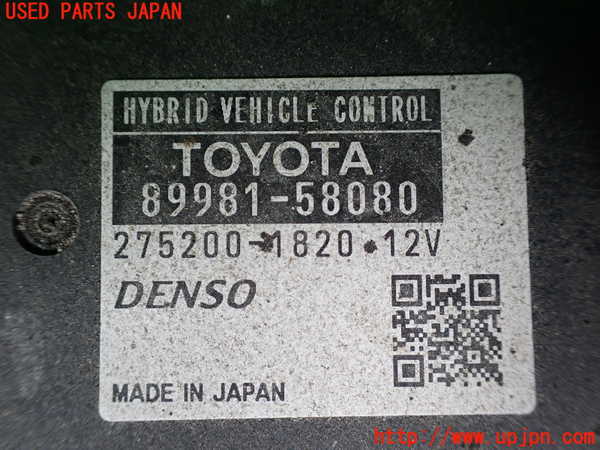 USED PARTS JAPAN
HYBRID VEHICLE CONTROL
TOYOTA
89981-58080
275200-1820 12V
DENSO
MADE IN JAPAN
http://www.upjpn.com/